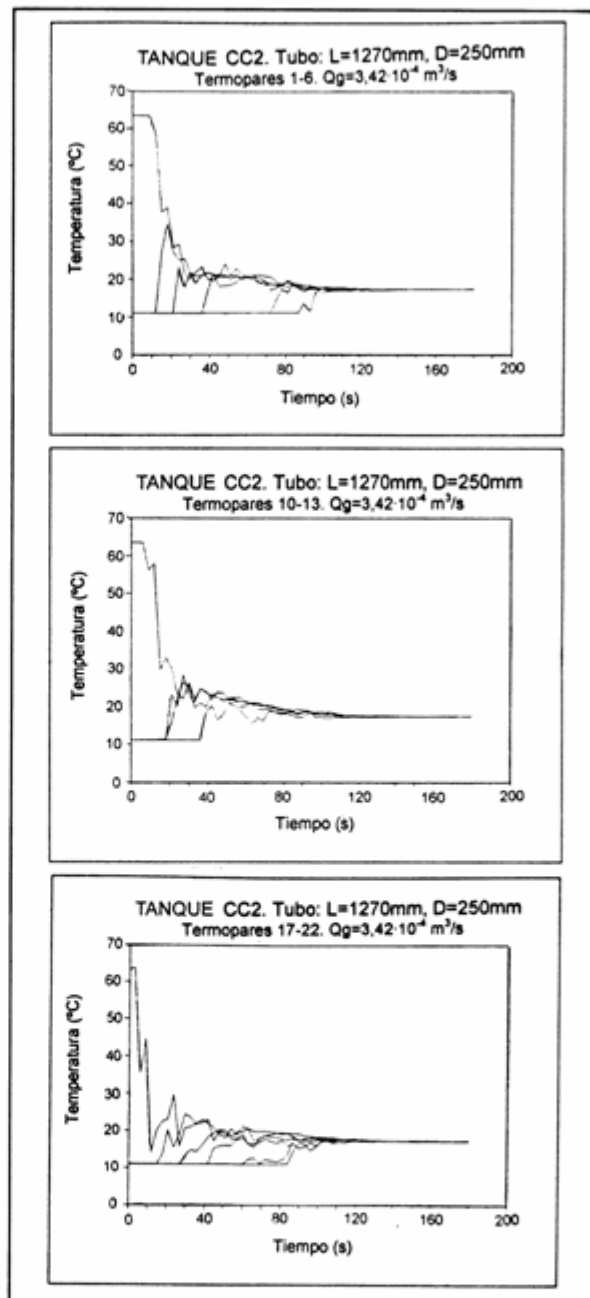 TANQUE CC2. Tubo: L=1270mm, D=250mm
Termopares 1-6. Qg=3,42·10⁻⁴ m³/s
Temperatura (ºC)
70
60
50
40
30
20
10
0
0 40 80 120 160 200
Tiempo (s)
TANQUE CC2. Tubo: L=1270mm, D=250mm
Termopares 10-13. Qg=3,42·10⁻⁴ m³/s
Temperatura (ºC)
70
60
50
40
30
20
10
0
0 40 80 120 160 200
Tiempo (s)
TANQUE CC2. Tubo: L=1270mm, D=250mm
Termopares 17-22. Qg=3,42·10⁻⁴ m³/s
Temperatura (ºC)
70
60
50
40
30
20
10
0
0 40 80 120 160 200
Tiempo (s)